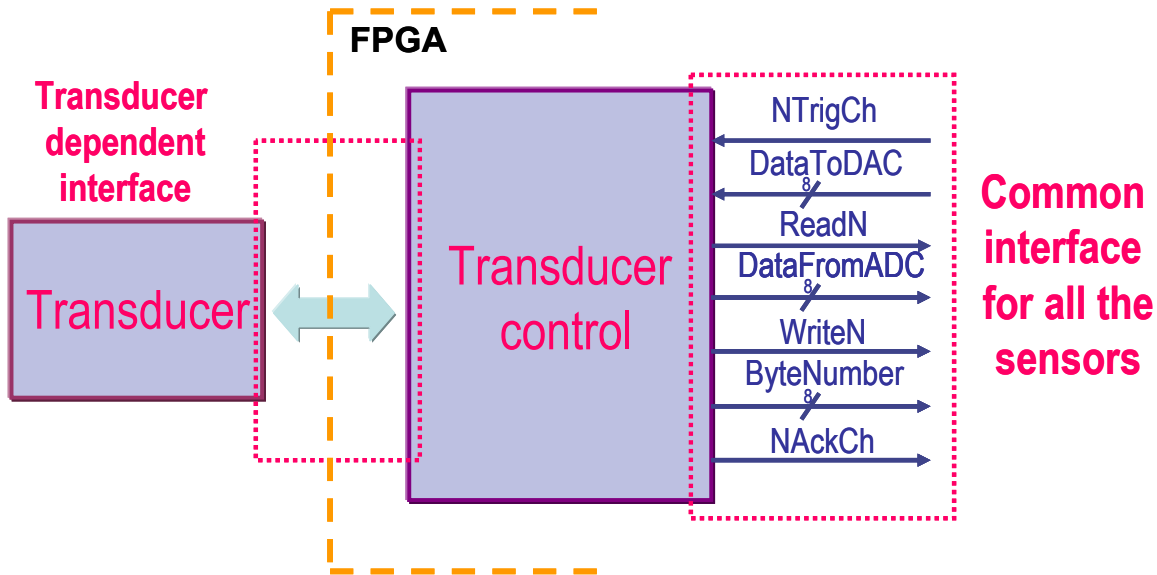 FPGA
Transducer
dependent
interface
Transducer
Transducer
control
NTrigCh
DataToDAC
8
ReadN
DataFromADC
8
WriteN
ByteNumber
8
NAckCh
Common
interface
for all the
sensors